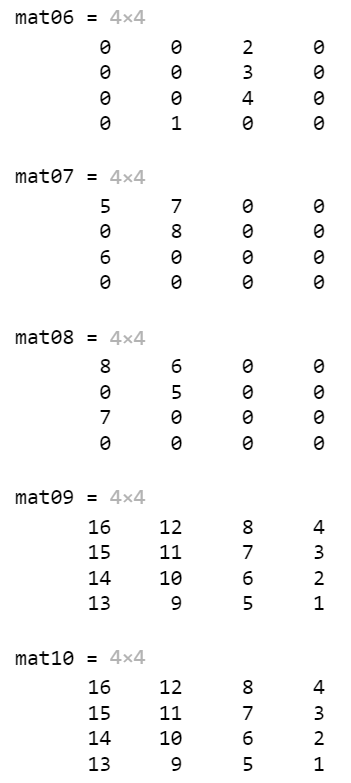 mat06 = 4×4
0 0 2 0
0 0 3 0
0 0 4 0
0 1 0 0
mat07 = 4×4
5 7 0 0
0 8 0 0
6 0 0 0
0 0 0 0
mat08 = 4×4
8 6 0 0
0 5 0 0
7 0 0 0
0 0 0 0
mat09 = 4×4
16 12 8 4
15 11 7 3
14 10 6 2
13 9 5 1
mat10 = 4×4
16 12 8 4
15 11 7 3
14 10 6 2
13 9 5 1